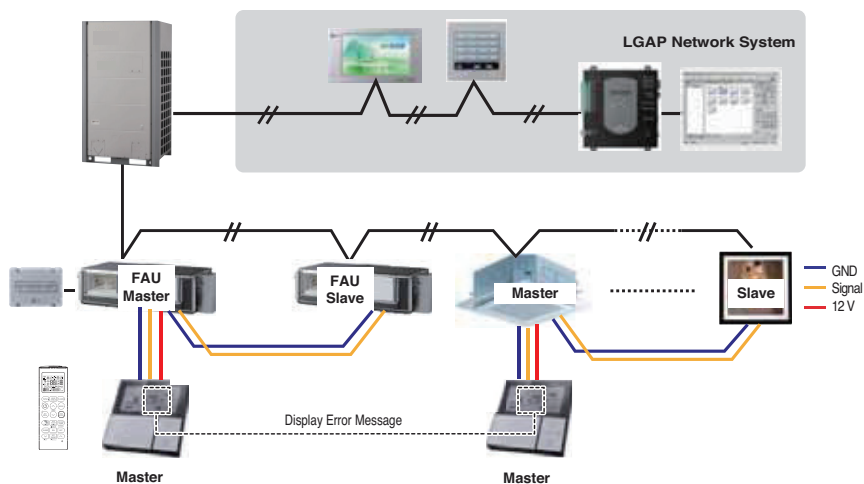 LGAP Network System
FAU
Master
FAU
Slave
Master
Slave
GND
Signal
12 V
Display Error Message
Master
Master